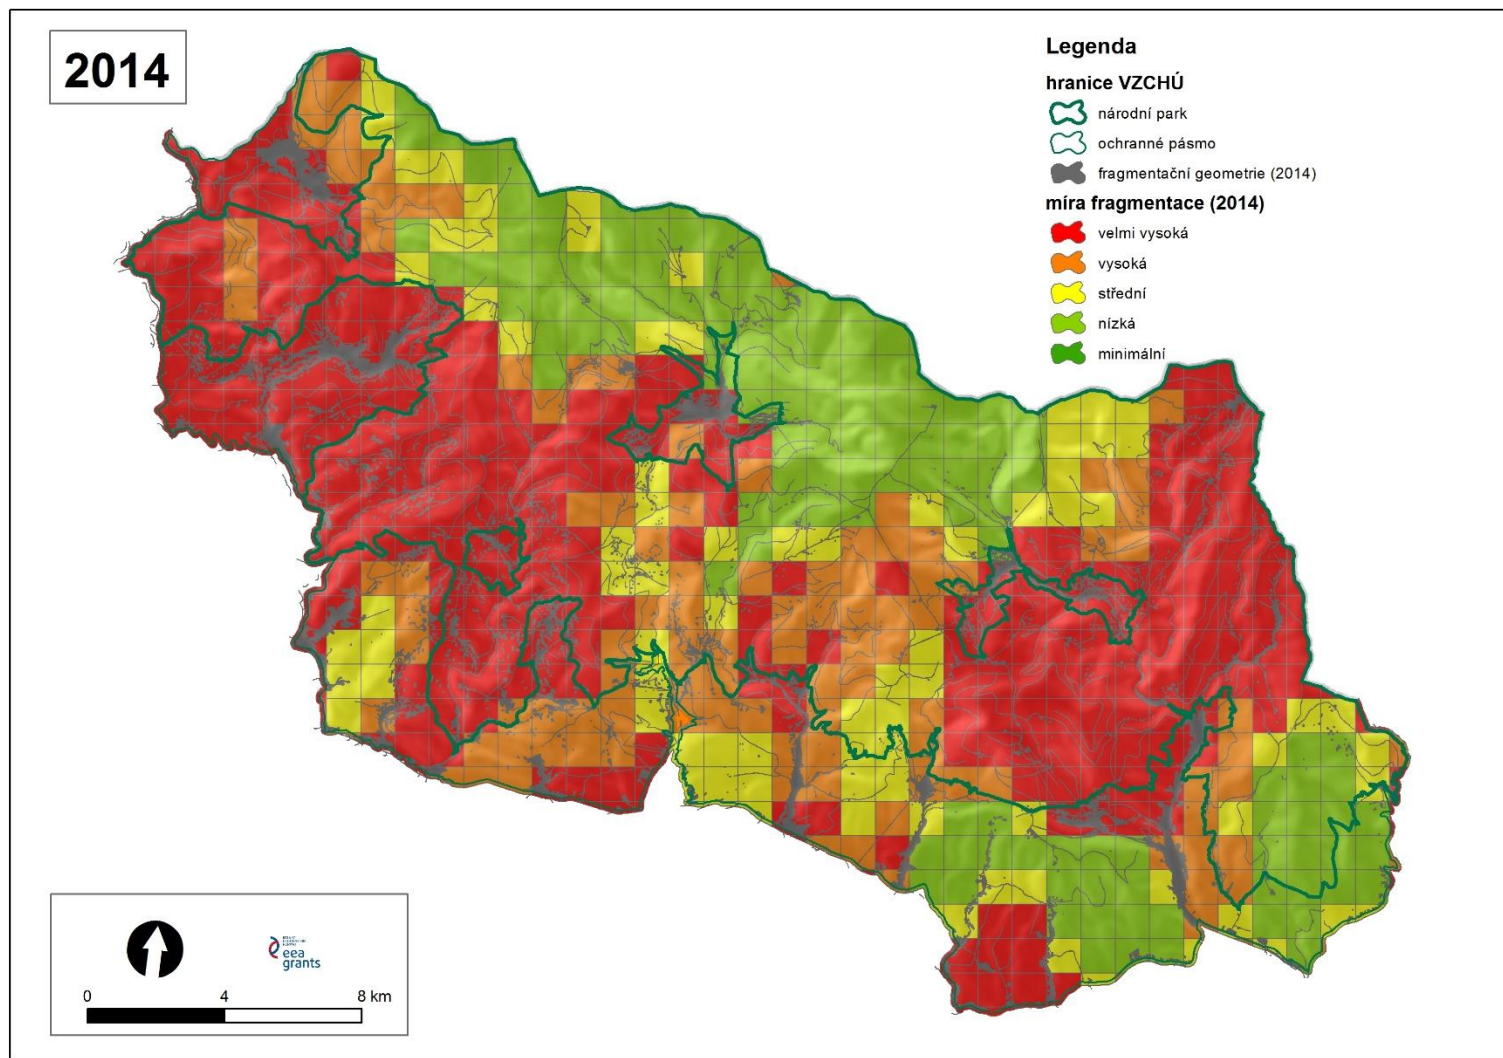 2014
Legenda
hranice VZCHÚ
národní park
ochranné pásmo
fragmentační geometrie (2014)
míra fragmentace (2014)
velmi vysoká
vysoká
střední
nízká
minimální
eea
grants
0 4 8 km